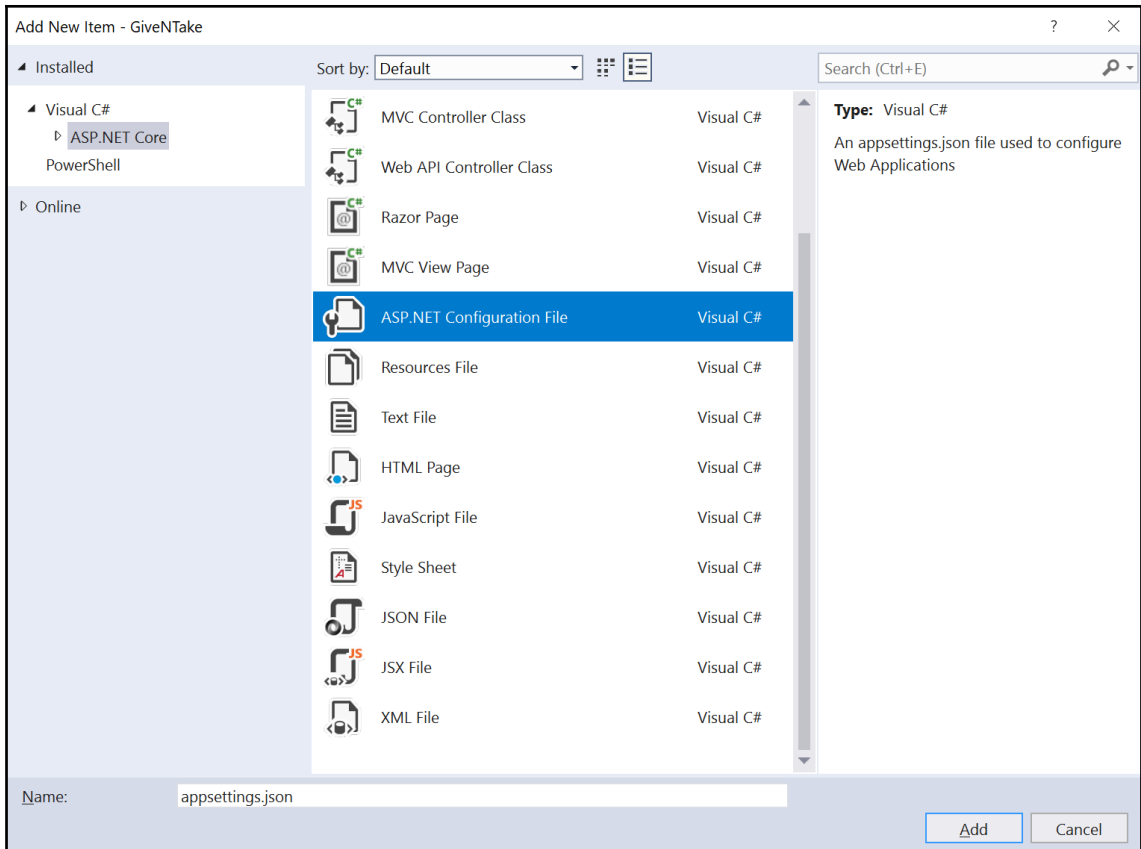 Add New Item - GiveNTake
?
Installed
Sort by: Default
Search (Ctrl+E)
Visual C#
ASP.NET Core
PowerShell
Online
MVC Controller Class Visual C#
Web API Controller Class Visual C#
Razor Page Visual C#
MVC View Page Visual C#
ASP.NET Configuration File Visual C#
Resources File Visual C#
Text File Visual C#
HTML Page Visual C#
JavaScript File Visual C#
Style Sheet Visual C#
JSON File Visual C#
JSX File Visual C#
XML File Visual C#
Type: Visual C#
An appsettings.json file used to configure
Web Applications
Name: appsettings.json
Add Cancel